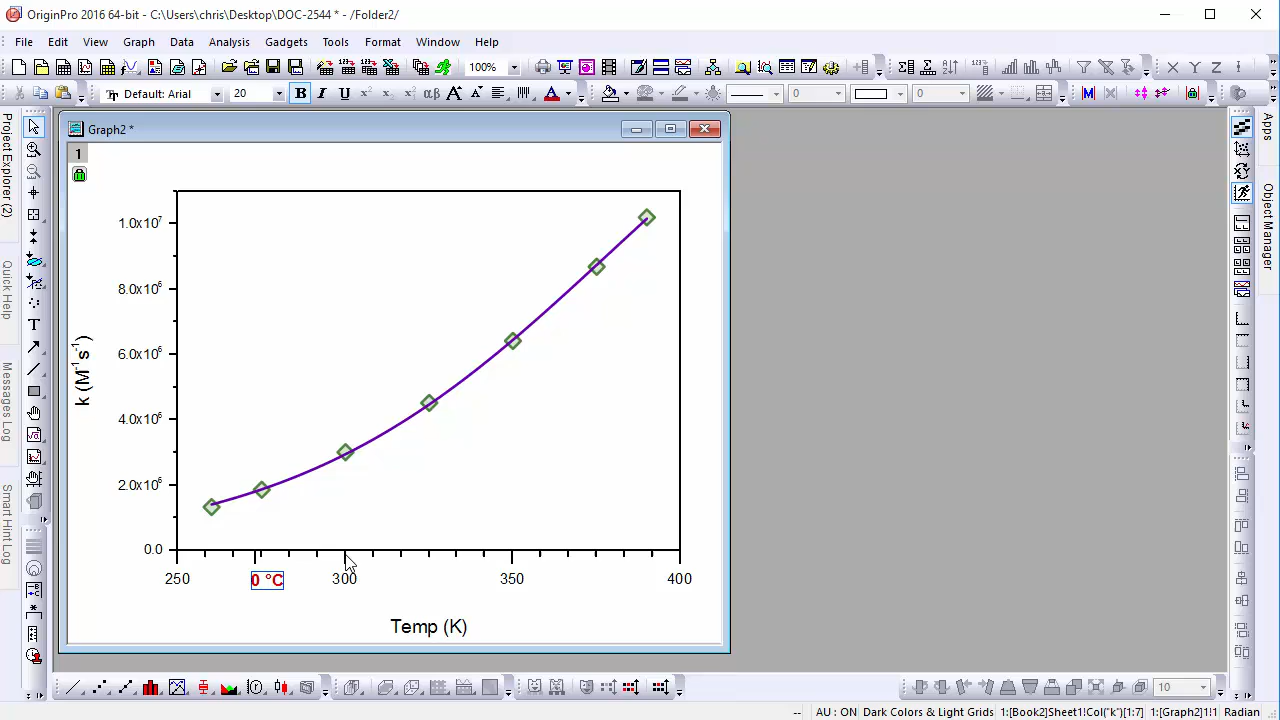 OriginPro 2016 64-bit - C:\Users\chris\Desktop\DOC-2544 * - /Folder2/
File Edit View Graph Data Analysis Gadgets Tools Format Window Help
100%
Default: Arial 20 B I U αβ A A A 0 0
Project Explorer (2)
Quick Help
Messages Log
Smart Hint Log
Graph2 *
1
1.0x10⁷
8.0x10⁶
6.0x10⁶
4.0x10⁶
2.0x10⁶
0.0
k (M⁻¹s⁻¹)
250 0 °C 300 350 400
Temp (K)
Apps
Object Manager
10
-- AU : ON Dark Colors & Light Grids 1:[Book2]Sheet1!Col("k")[1:7] 1:[Graph2]1!1 Radian